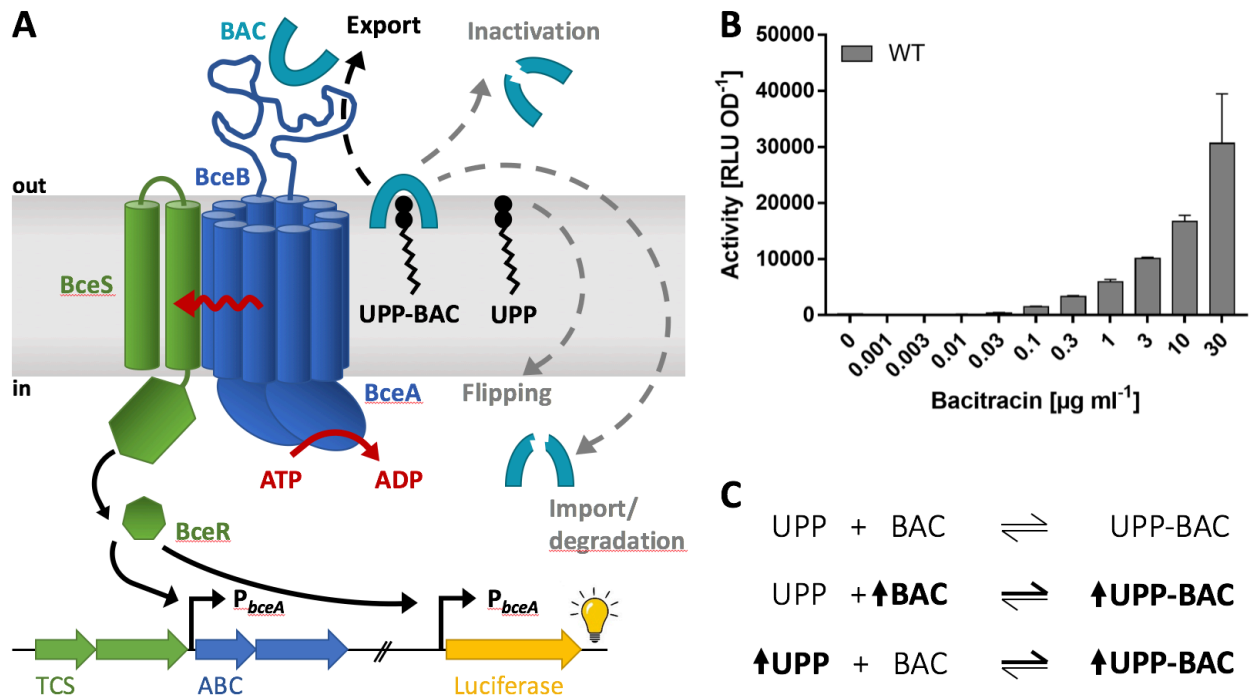 A
BAC
Export
Inactivation
out
BceB
BceS
UPP-BAC
UPP
in
BceA
Flipping
ATP
ADP
Import/
degradation
BceR
PbceA
PbceA
TCS
ABC
Luciferase
B
50000
WT
40000
30000
20000
10000
0
Activity [RLU OD-1]
0 0.001 0.003 0.01 0.03 0.1 0.3 1 3 10 30
Bacitracin [µg ml-1]
C
UPP + BAC ⇌ UPP-BAC
UPP +↑BAC ⇌ ↑UPP-BAC
↑UPP + BAC ⇌ ↑UPP-BAC